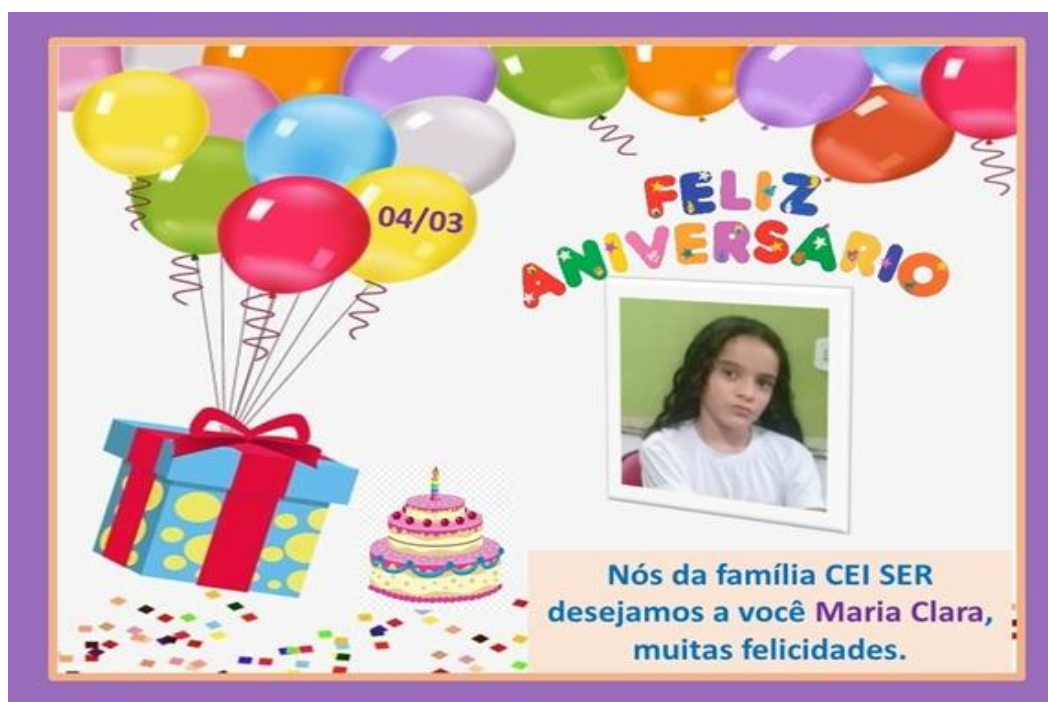 04/03
FELIZ
ANIVERSÁRIO
Nós da família CEI SER
desejamos a você Maria Clara,
muitas felicidades.